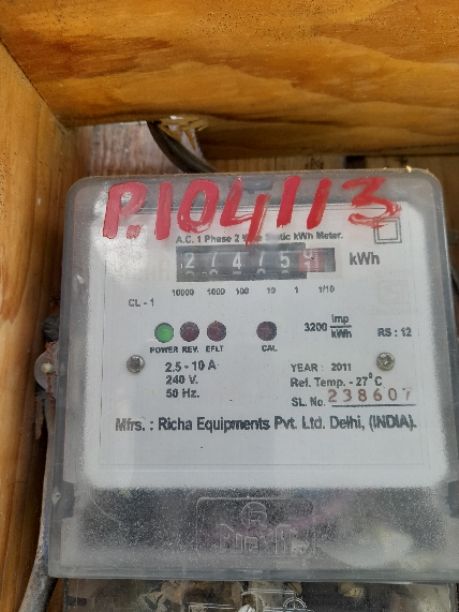 P.104113
A.C. 1 Phase 2 Wire Static kWh Meter.
27475 kWh
10000 1000 100 10 1 1/10
CL - 1
3200 imp/kWh RS : 12
POWER REV. EFLT CAL
2.5 - 10 A
240 V.
50 Hz.
YEAR : 2011
Ref. Temp. - 27°C
SL. No. 238607
Mfrs. : Richa Equipments Pvt. Ltd. Delhi, (INDIA).